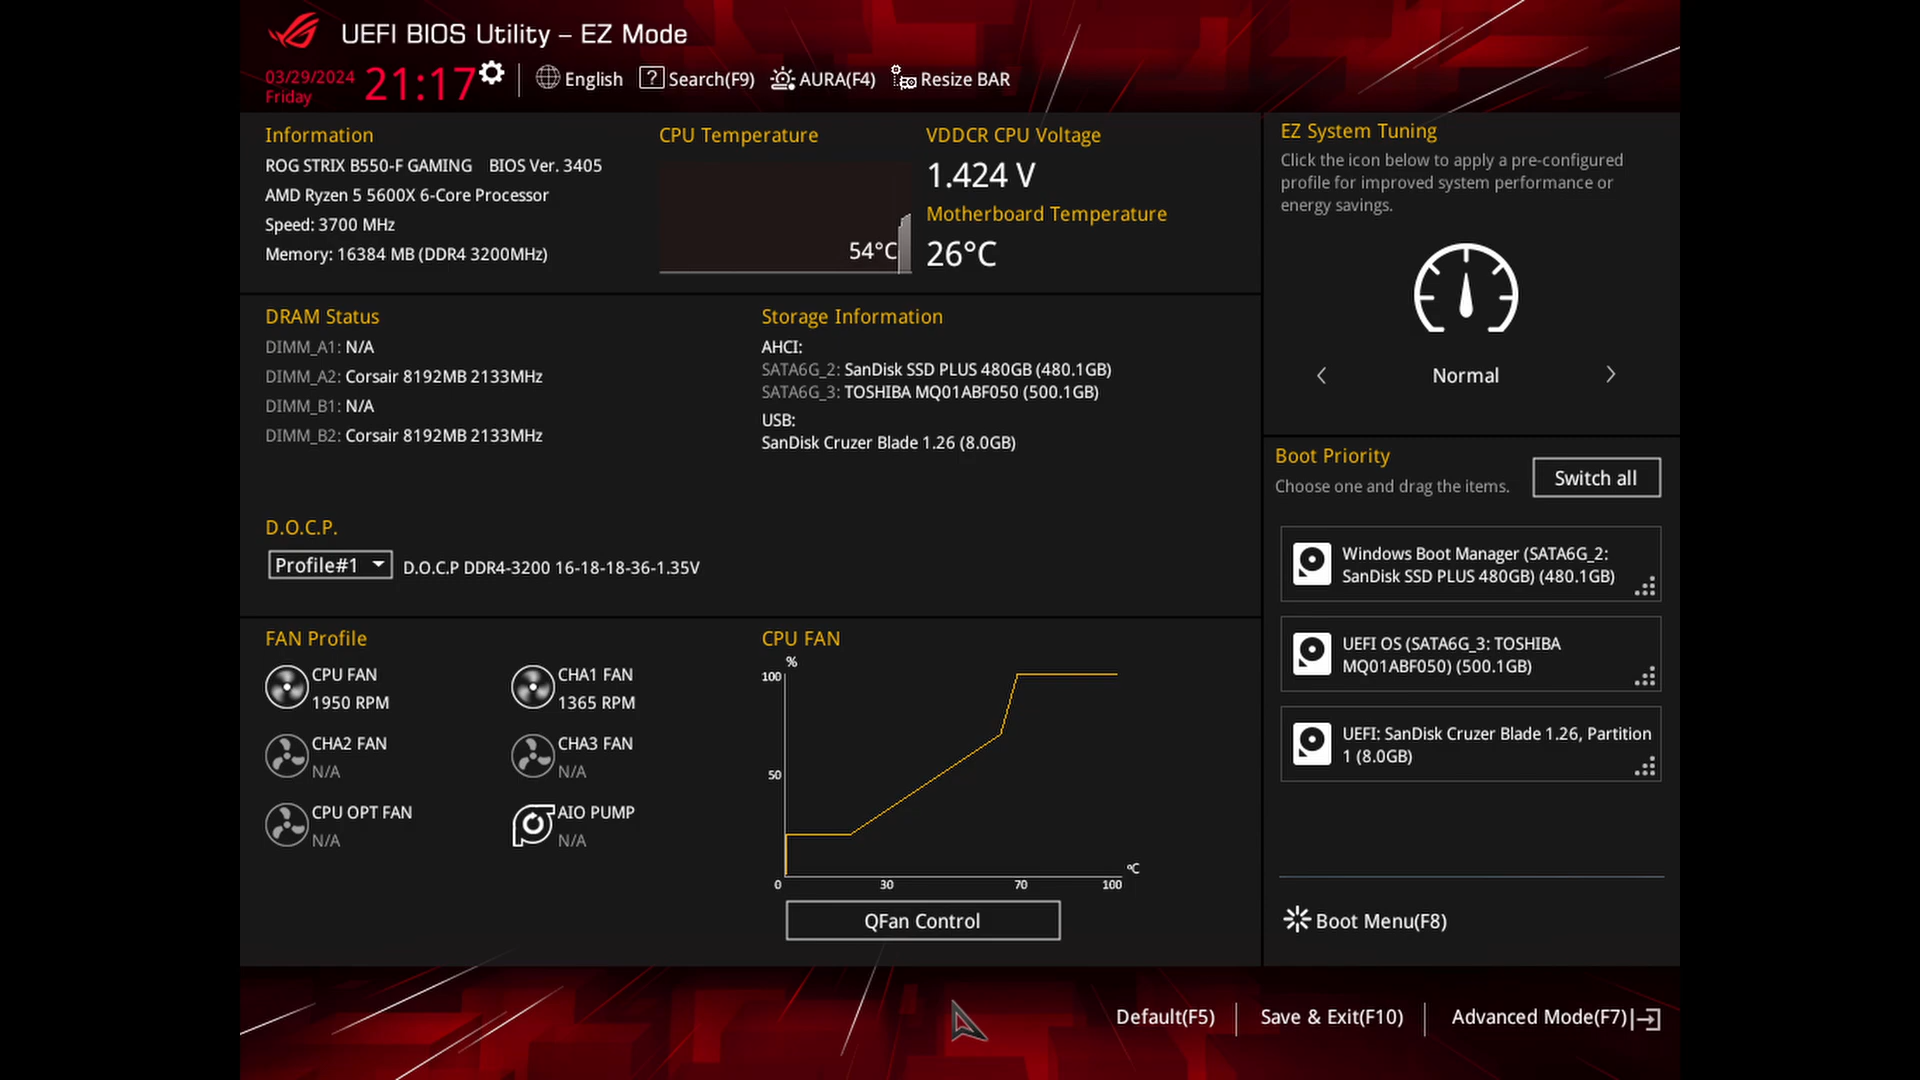 UEFI BIOS Utility – EZ Mode
03/29/2024
Friday
21:17
English
? Search(F9)
AURA(F4)
Resize BAR
Information
ROG STRIX B550-F GAMING BIOS Ver. 3405
AMD Ryzen 5 5600X 6-Core Processor
Speed: 3700 MHz
Memory: 16384 MB (DDR4 3200MHz)
CPU Temperature
54°C
VDDCR CPU Voltage
1.424 V
Motherboard Temperature
26°C
DRAM Status
DIMM_A1: N/A
DIMM_A2: Corsair 8192MB 2133MHz
DIMM_B1: N/A
DIMM_B2: Corsair 8192MB 2133MHz
Storage Information
AHCI:
SATA6G_2: SanDisk SSD PLUS 480GB (480.1GB)
SATA6G_3: TOSHIBA MQ01ABF050 (500.1GB)
USB:
SanDisk Cruzer Blade 1.26 (8.0GB)
D.O.C.P.
Profile#1
D.O.C.P DDR4-3200 16-18-18-36-1.35V
FAN Profile
CPU FAN
1950 RPM
CHA1 FAN
1365 RPM
CHA2 FAN
N/A
CHA3 FAN
N/A
CPU OPT FAN
N/A
AIO PUMP
N/A
CPU FAN
%
100
50
0
30
70
100
°C
QFan Control
EZ System Tuning
Click the icon below to apply a pre-configured
profile for improved system performance or
energy savings.
Normal
Boot Priority
Choose one and drag the items.
Switch all
Windows Boot Manager (SATA6G_2:
SanDisk SSD PLUS 480GB) (480.1GB)
UEFI OS (SATA6G_3: TOSHIBA
MQ01ABF050) (500.1GB)
UEFI: SanDisk Cruzer Blade 1.26, Partition
1 (8.0GB)
Boot Menu(F8)
Default(F5)
Save & Exit(F10)
Advanced Mode(F7)